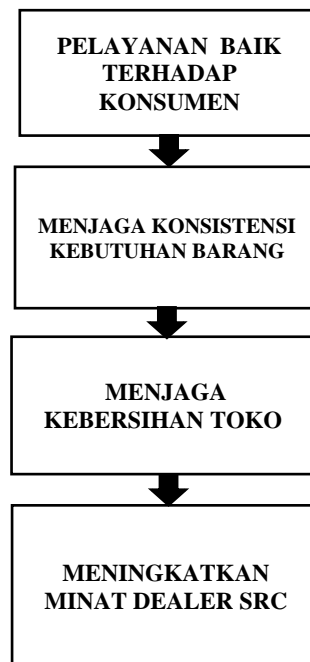 PELAYANAN BAIK
TERHADAP
KONSUMEN
MENJAGA KONSISTENSI
KEBUTUHAN BARANG
MENJAGA
KEBERSIHAN TOKO
MENINGKATKAN
MINAT DEALER SRC